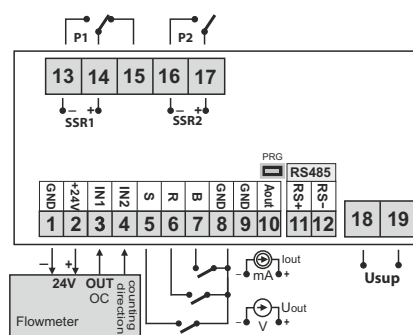 P1 P2
13 14 15 16 17
– + – +
SSR1 SSR2
PRG
RS485
GND +24V IN1 IN2 S R B GND GND Aout RS+ RS-
1 2 3 4 5 6 7 8 9 10 11 12 18 19
– +
24V OUT
OC
counting direction
Flowmeter
Iout
– mA +
Uout
– V +
Usup